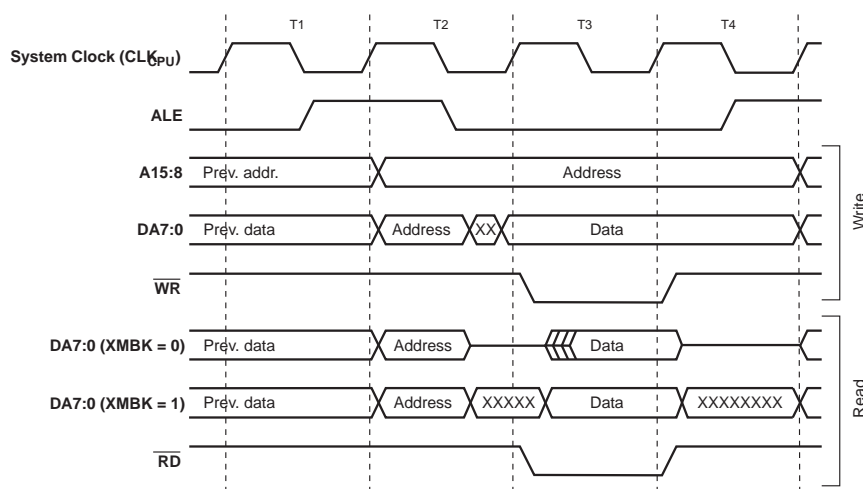 T1 T2 T3 T4
System Clock (CLKCPU)
ALE
A15:8 Prev. addr. Address
DA7:0 Prev. data Address XX Data
WR
Write
DA7:0 (XMBK = 0) Prev. data Address Data
DA7:0 (XMBK = 1) Prev. data Address XXXXX Data XXXXXXXX
RD
Read